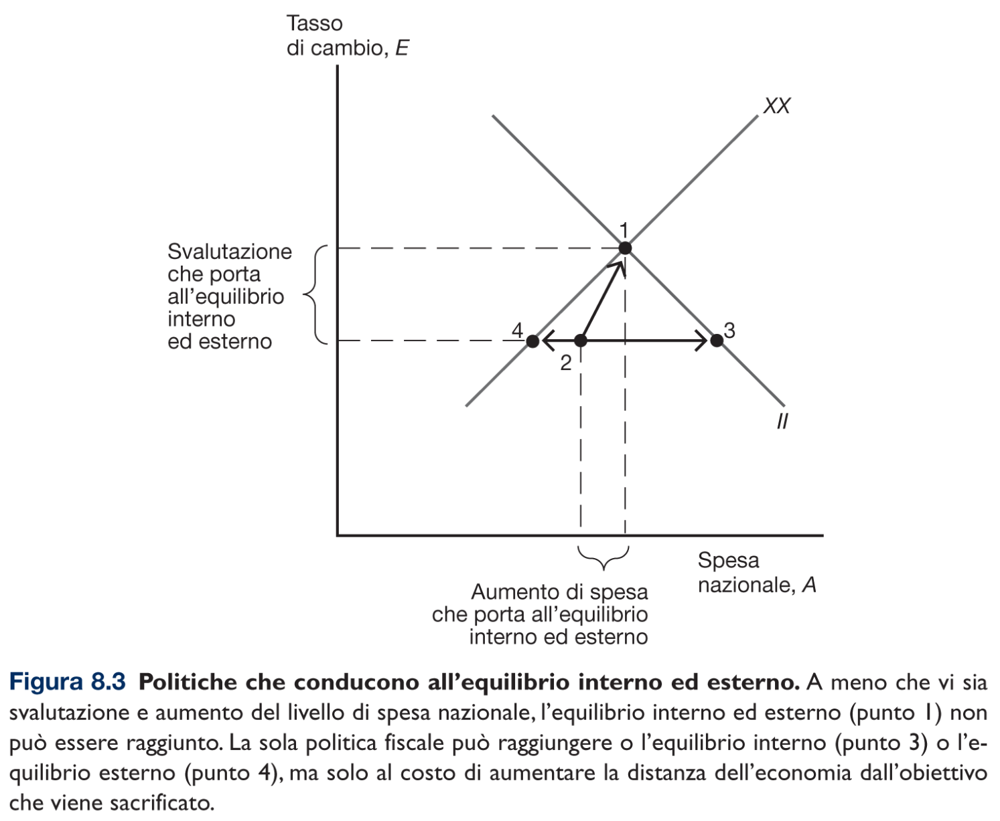 Tasso
di cambio, E
XX
1
Svalutazione
che porta
all'equilibrio
interno
ed esterno
4
3
2
II
Spesa
nazionale, A
Aumento di spesa
che porta all'equilibrio
interno ed esterno
Figura 8.3 Politiche che conducono all'equilibrio interno ed esterno. A meno che vi sia
svalutazione e aumento del livello di spesa nazionale, l'equilibrio interno ed esterno (punto 1) non
può essere raggiunto. La sola politica fiscale può raggiungere o l'equilibrio interno (punto 3) o l'e-
quilibrio esterno (punto 4), ma solo al costo di aumentare la distanza dell'economia dall'obiettivo
che viene sacrificato.